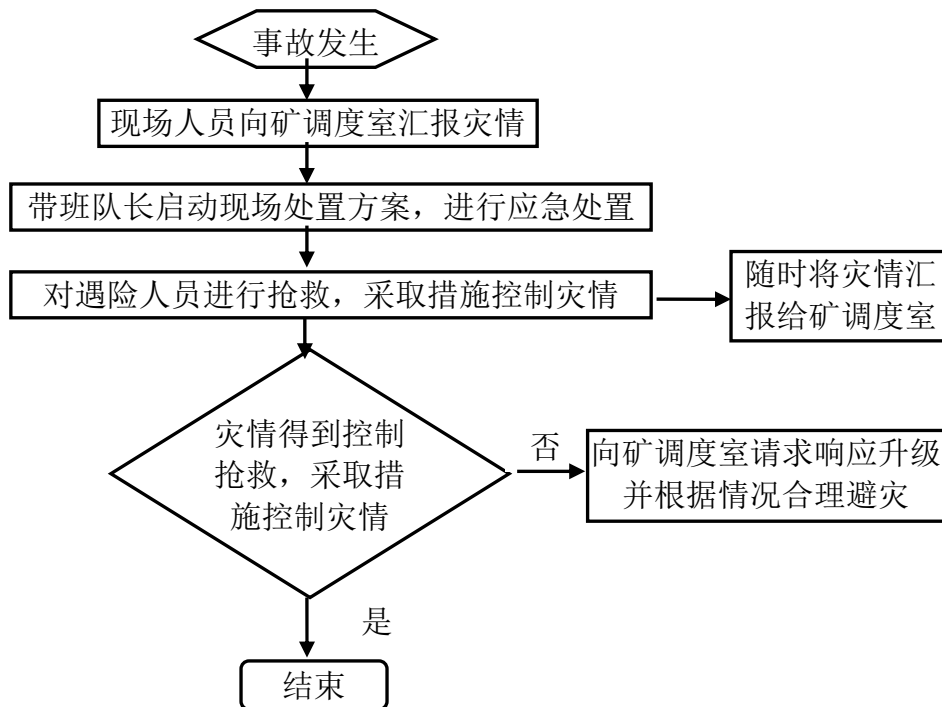 事故发生
现场人员向矿调度室汇报灾情
带班队长启动现场处置方案，进行应急处置
对遇险人员进行抢救，采取措施控制灾情
随时将灾情汇
报给矿调度室
灾情得到控制
抢救，采取措
施控制灾情
否
向矿调度室请求响应升级
并根据情况合理避灾
是
结束